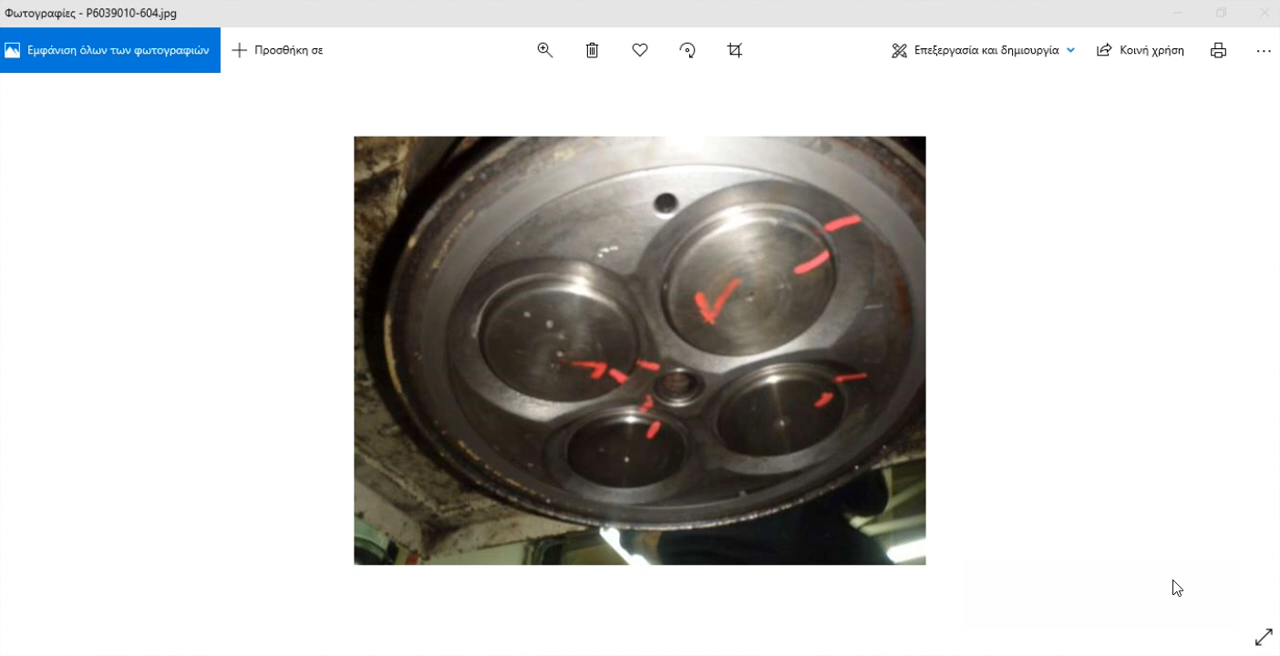 Φωτογραφίες - P6039010-604.jpg
Εμφάνιση όλων των φωτογραφιών
Προσθήκη σε
Επεξεργασία και δημιουργία
Κοινή χρήση